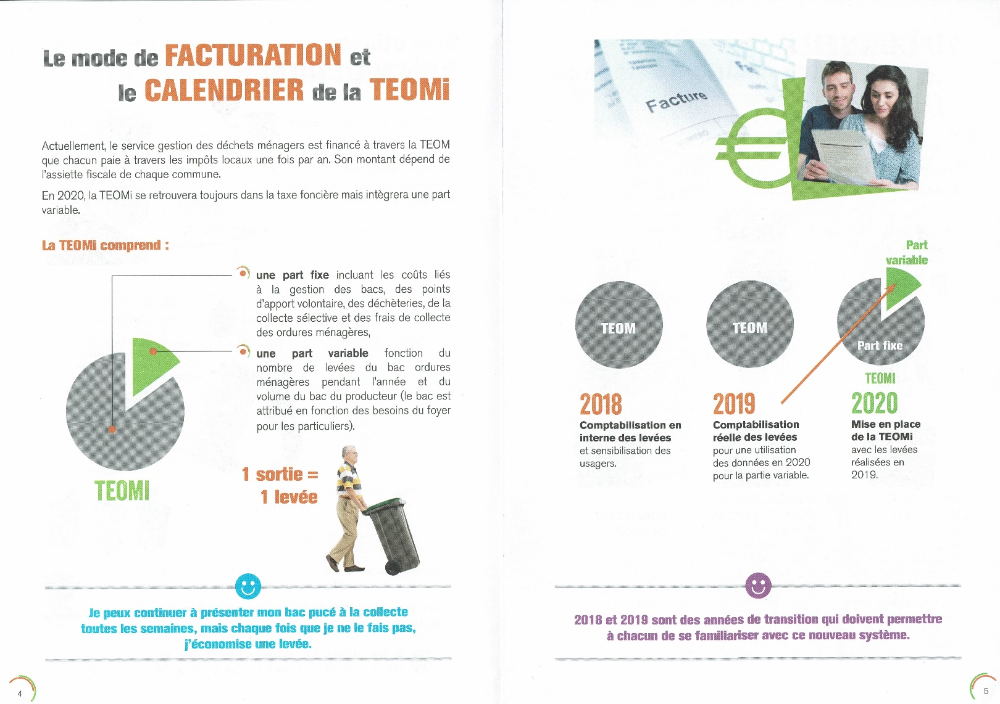 Le mode de FACTURATION et
le CALENDRIER de la TEOMi
Actuellement, le service gestion des déchets ménagers est financé à travers la TEOM
que chacun paie à travers les impôts locaux une fois par an. Son montant dépend de
l'assiette fiscale de chaque commune.
En 2020, la TEOMi se retrouvera toujours dans la taxe foncière mais intègrera une part
variable.
La TEOMi comprend :
une part fixe incluant les coûts liés
à la gestion des bacs, des points
d'apport volontaire, des déchèteries, de la
collecte sélective et des frais de collecte
des ordures ménagères,
une part variable fonction du
nombre de levées du bac ordures
ménagères pendant l'année et du
volume du bac du producteur (le bac est
attribué en fonction des besoins du foyer
pour les particuliers).
TEOMI
1 sortie =
1 levée
Je peux continuer à présenter mon bac pucé à la collecte
toutes les semaines, mais chaque fois que je ne le fais pas,
j'économise une levée.
4
Facture
€
Part
variable
TEOM
TEOM
Part fixe
TEOMI
2018
Comptabilisation en
interne des levées
et sensibilisation des
usagers.
2019
Comptabilisation
réelle des levées
pour une utilisation
des données en 2020
pour la partie variable.
2020
Mise en place
de la TEOMi
avec les levées
réalisées en
2019.
2018 et 2019 sont des années de transition qui doivent permettre
à chacun de se familiariser avec ce nouveau système.
5